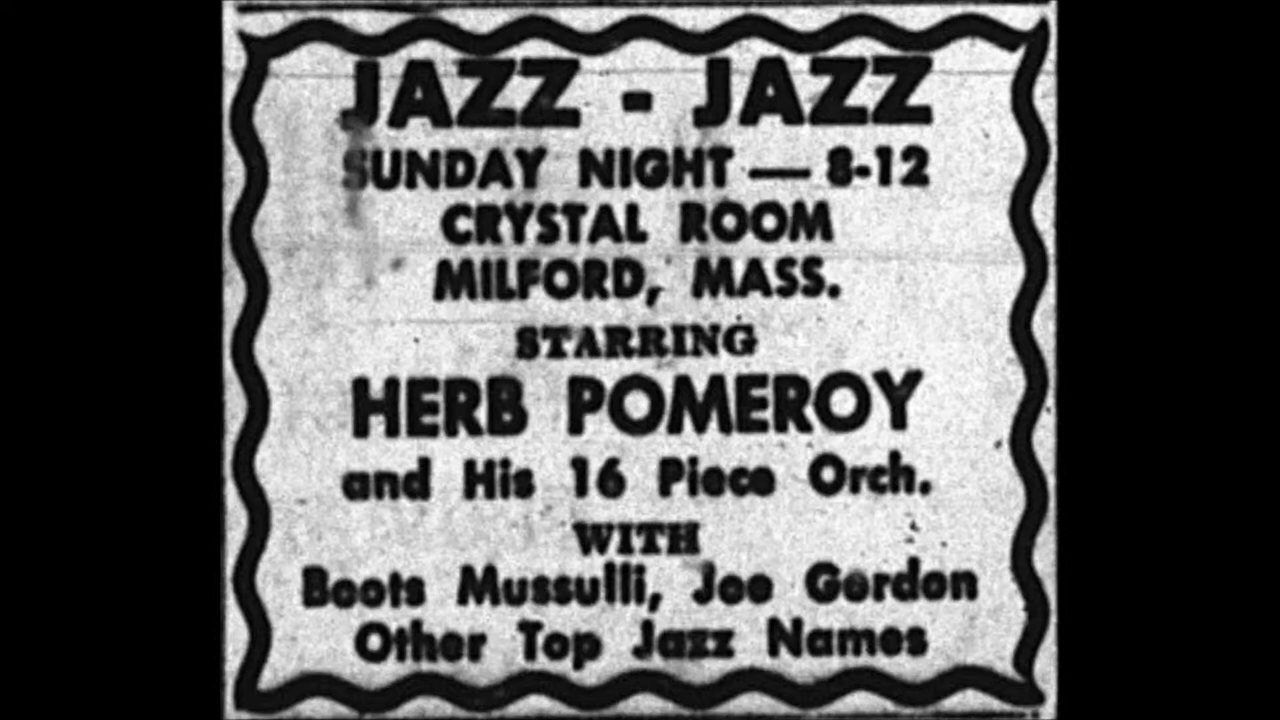 JAZZ - JAZZ
SUNDAY NIGHT — 8-12
CRYSTAL ROOM
MILFORD, MASS.
STARRING
HERB POMEROY
and His 16 Piece Orch.
WITH
Boots Mussulli, Joe Gordon
Other Top Jazz Names